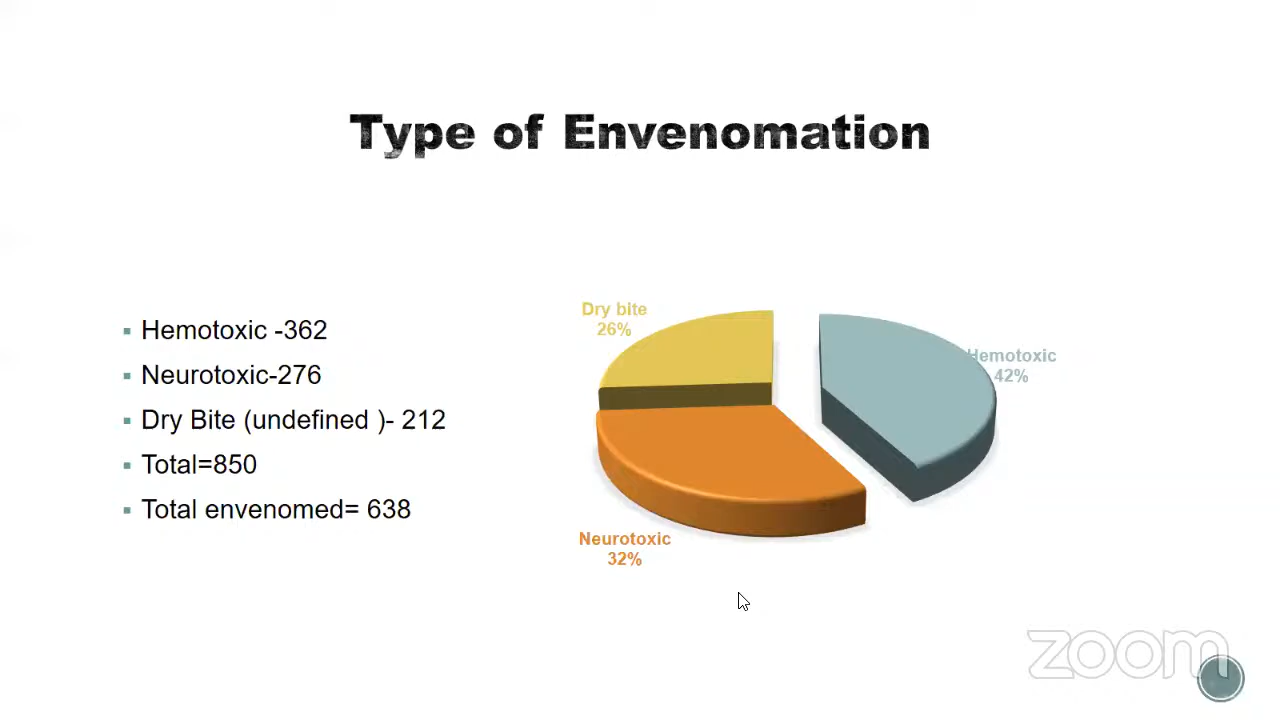 Type of Envenomation
▪ Hemotoxic -362
▪ Neurotoxic-276
▪ Dry Bite (undefined )- 212
▪ Total=850
▪ Total envenomed= 638
Dry bite
26%
Hemotoxic
42%
Neurotoxic
32%
zoom